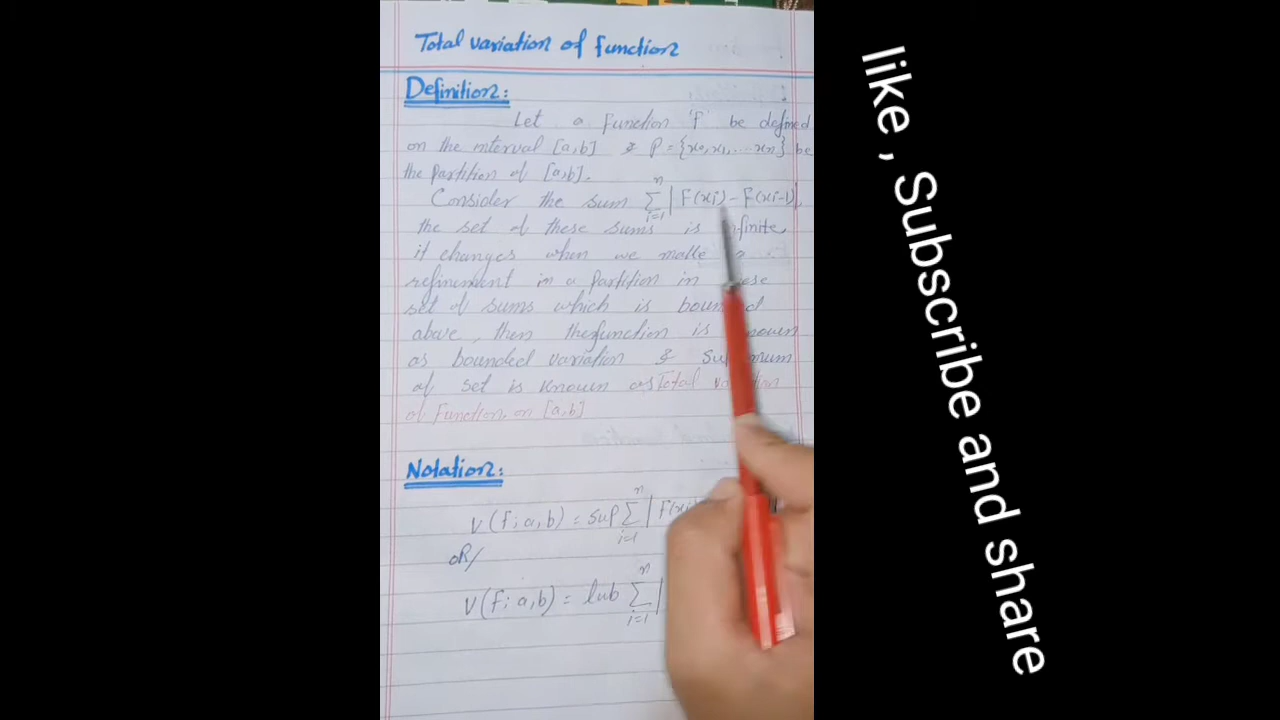 Total variation of function
Definition:
Let a function 'f' be defined
on the interval [a,b] & P = {x0, x1, ... xn} be
the partition of [a,b].
Consider the sum n∑i=1 |F(xi) - F(xi-1)|
the set of these sums is infinite
it changes when we make a
refinement in a partition in these
set of sums which is bounded
above, then the function is known
as bounded variation & supremum
of set is known as Total variation
of function on [a,b]
Notation:
V(f; a, b) = sup n∑i=1 |F(xi)
OR/
V(f; a, b) = lub n∑i=1 |
like , Subscribe and share